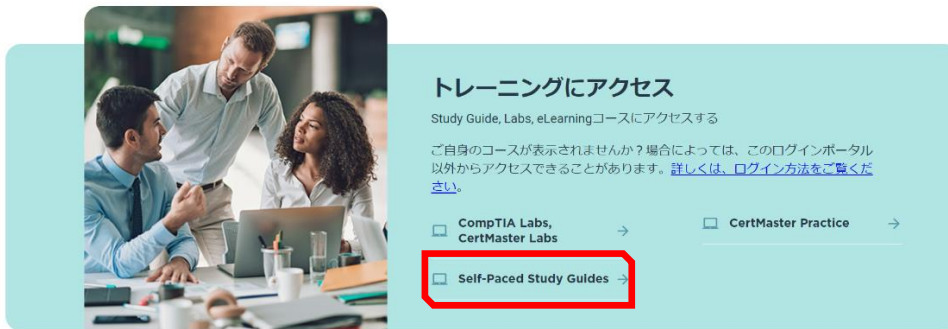 トレーニングにアクセス
Study Guide, Labs, eLearningコースにアクセスする
ご自身のコースが表示されませんか？場合によっては、このログインポータル
以外からアクセスできることがあります。詳しくは、ログイン方法をご覧くだ
さい。
CompTIA Labs,
CertMaster Labs
CertMaster Practice
Self-Paced Study Guides